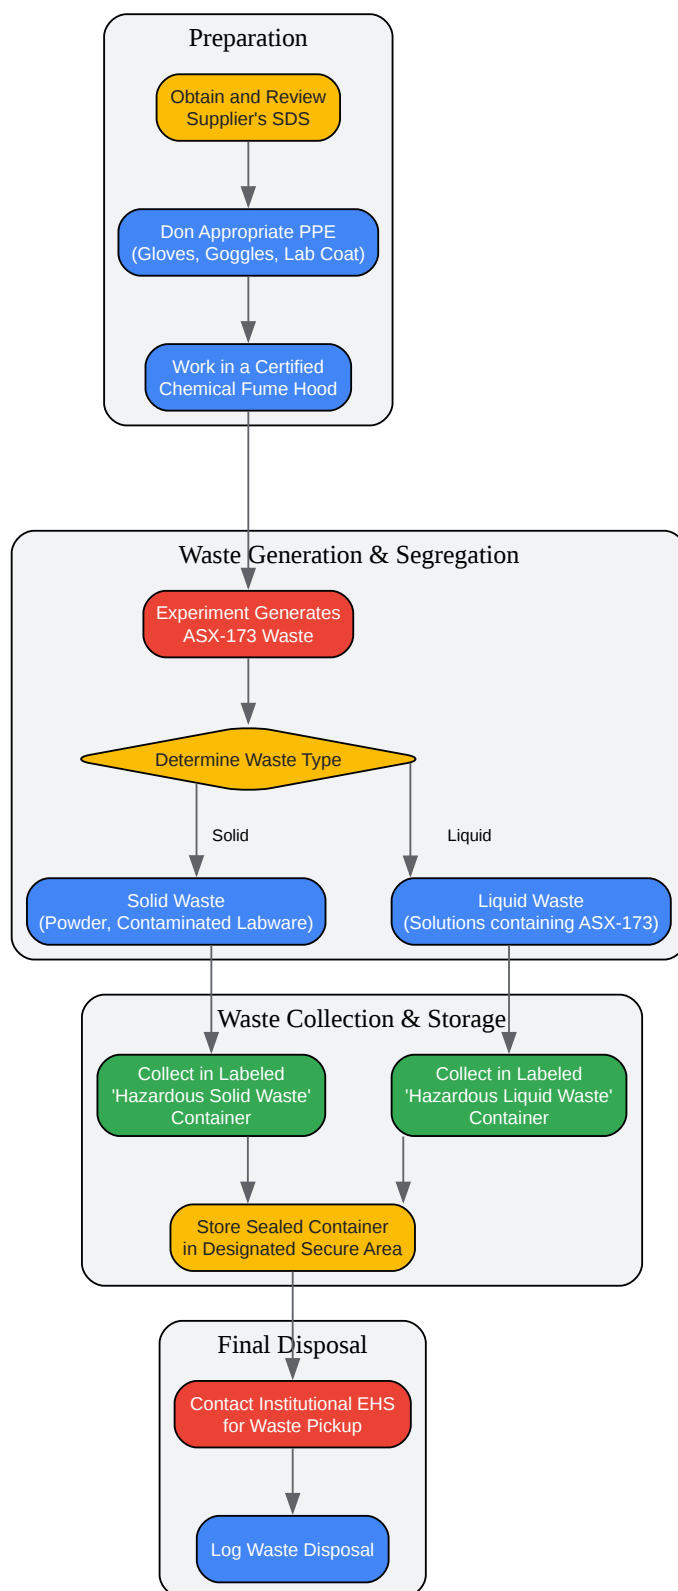 Preparation
Obtain and Review
Supplier's SDS
Don Appropriate PPE
(Gloves, Goggles, Lab Coat)
Work in a Certified
Chemical Fume Hood
Waste Generation & Segregation
Experiment Generates
ASX-173 Waste
Determine Waste Type
Solid
Liquid
Solid Waste
(Powder, Contaminated Labware)
Liquid Waste
(Solutions containing ASX-173)
Waste Collection & Storage
Collect in Labeled
'Hazardous Solid Waste'
Container
Collect in Labeled
'Hazardous Liquid Waste'
Container
Store Sealed Container
in Designated Secure Area
Final Disposal
Contact Institutional EHS
for Waste Pickup
Log Waste Disposal